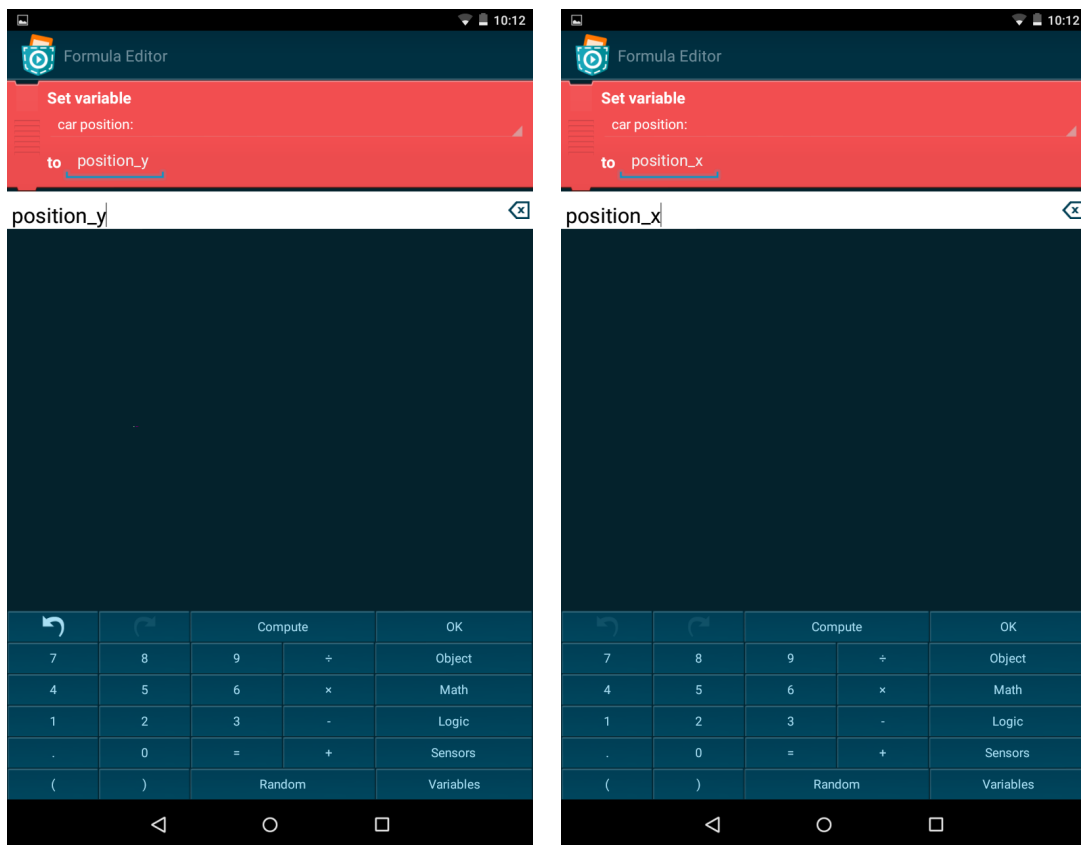 10:12
Formula Editor
Set variable
car position:
to position_y
position_y
Compute OK
7 8 9 ÷ Object
4 5 6 × Math
1 2 3 - Logic
. 0 = + Sensors
( ) Random Variables
10:12
Formula Editor
Set variable
car position:
to position_x
position_x
Compute OK
7 8 9 ÷ Object
4 5 6 × Math
1 2 3 - Logic
. 0 = + Sensors
( ) Random Variables